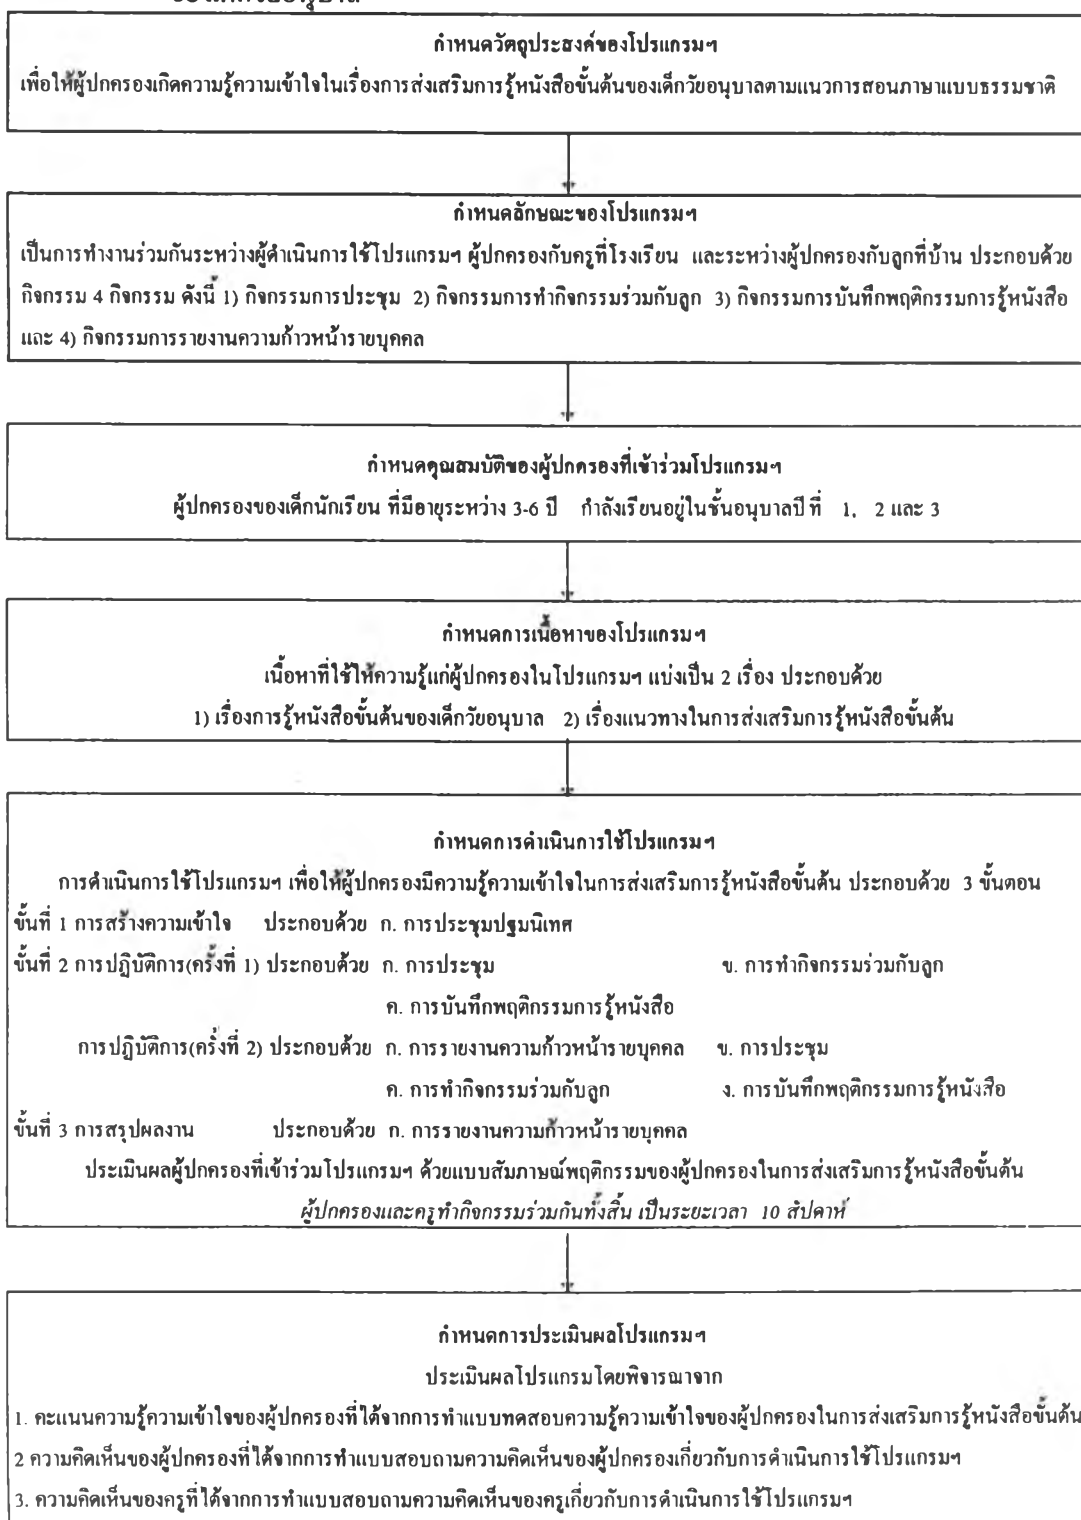 กำหนดวัตถุประสงค์ของโปรแกรมฯ
เพื่อให้ผู้ปกครองเกิดความรู้ความเข้าใจในเรื่องการส่งเสริมการรู้หนังสือขั้นต้นของเด็กวัยอนุบาลตามแนวการสอนภาษาแบบธรรมชาติ
กำหนดลักษณะของโปรแกรมฯ
เป็นการทำงานร่วมกันระหว่างผู้ดำเนินการใช้โปรแกรมฯ ผู้ปกครองกับครูที่โรงเรียน และระหว่างผู้ปกครองกับลูกที่บ้าน ประกอบด้วย
กิจกรรม 4 กิจกรรม ดังนี้ 1) กิจกรรมการประชุม 2) กิจกรรมการทำกิจกรรมร่วมกับลูก 3) กิจกรรมการบันทึกพฤติกรรมการรู้หนังสือ
และ 4) กิจกรรมการรายงานความก้าวหน้ารายบุคคล
กำหนดคุณสมบัติของผู้ปกครองที่เข้าร่วมโปรแกรมฯ
ผู้ปกครองของเด็กนักเรียน ที่มีอายุระหว่าง 3-6 ปี กำลังเรียนอยู่ในชั้นอนุบาลปี ที่ 1, 2 และ 3
กำหนดการเนื้อหาของโปรแกรมฯ
เนื้อหาที่ใช้ให้ความรู้แก่ผู้ปกครองในโปรแกรมฯ แบ่งเป็น 2 เรื่อง ประกอบด้วย
1) เรื่องการรู้หนังสือขั้นต้นของเด็กวัยอนุบาล 2) เรื่องแนวทางในการส่งเสริมการรู้หนังสือขั้นต้น
กำหนดการดำเนินการใช้โปรแกรมฯ
การดำเนินการใช้โปรแกรมฯ เพื่อให้ผู้ปกครองมีความรู้ความเข้าใจในการส่งเสริมการรู้หนังสือขั้นต้น ประกอบด้วย 3 ขั้นตอน
ขั้นที่ 1 การสร้างความเข้าใจ ประกอบด้วย ก. การประชุมปฐมนิเทศ
ขั้นที่ 2 การปฏิบัติการ(ครั้งที่ 1) ประกอบด้วย ก. การประชุม ข. การทำกิจกรรมร่วมกับลูก
ค. การบันทึกพฤติกรรมการรู้หนังสือ
การปฏิบัติการ(ครั้งที่ 2) ประกอบด้วย ก. การรายงานความก้าวหน้ารายบุคคล ข. การประชุม
ค. การทำกิจกรรมร่วมกับลูก ง. การบันทึกพฤติกรรมการรู้หนังสือ
ขั้นที่ 3 การสรุปผลงาน ประกอบด้วย ก. การรายงานความก้าวหน้ารายบุคคล
ประเมินผลผู้ปกครองที่เข้าร่วมโปรแกรมฯ ด้วยแบบสัมภาษณ์พฤติกรรมของผู้ปกครองในการส่งเสริมการรู้หนังสือขั้นต้น
ผู้ปกครองและครูทำกิจกรรมร่วมกันทั้งสิ้น เป็นระยะเวลา 10 สัปดาห์
กำหนดการประเมินผลโปรแกรมฯ
ประเมินผลโปรแกรมโดยพิจารณาจาก
1. คะแนนความรู้ความเข้าใจของผู้ปกครองที่ได้จากการทำแบบทดสอบความรู้ความเข้าใจของผู้ปกครองในการส่งเสริมการรู้หนังสือขั้นต้น
2 ความคิดเห็นของผู้ปกครองที่ได้จากการทำแบบสอบถามความคิดเห็นของผู้ปกครองเกี่ยวกับการดำเนินการใช้โปรแกรมฯ
3. ความคิดเห็นของครูที่ได้จากการทำแบบสอบถามความคิดเห็นของครูเกี่ยวกับการดำเนินการใช้โปรแกรมฯ